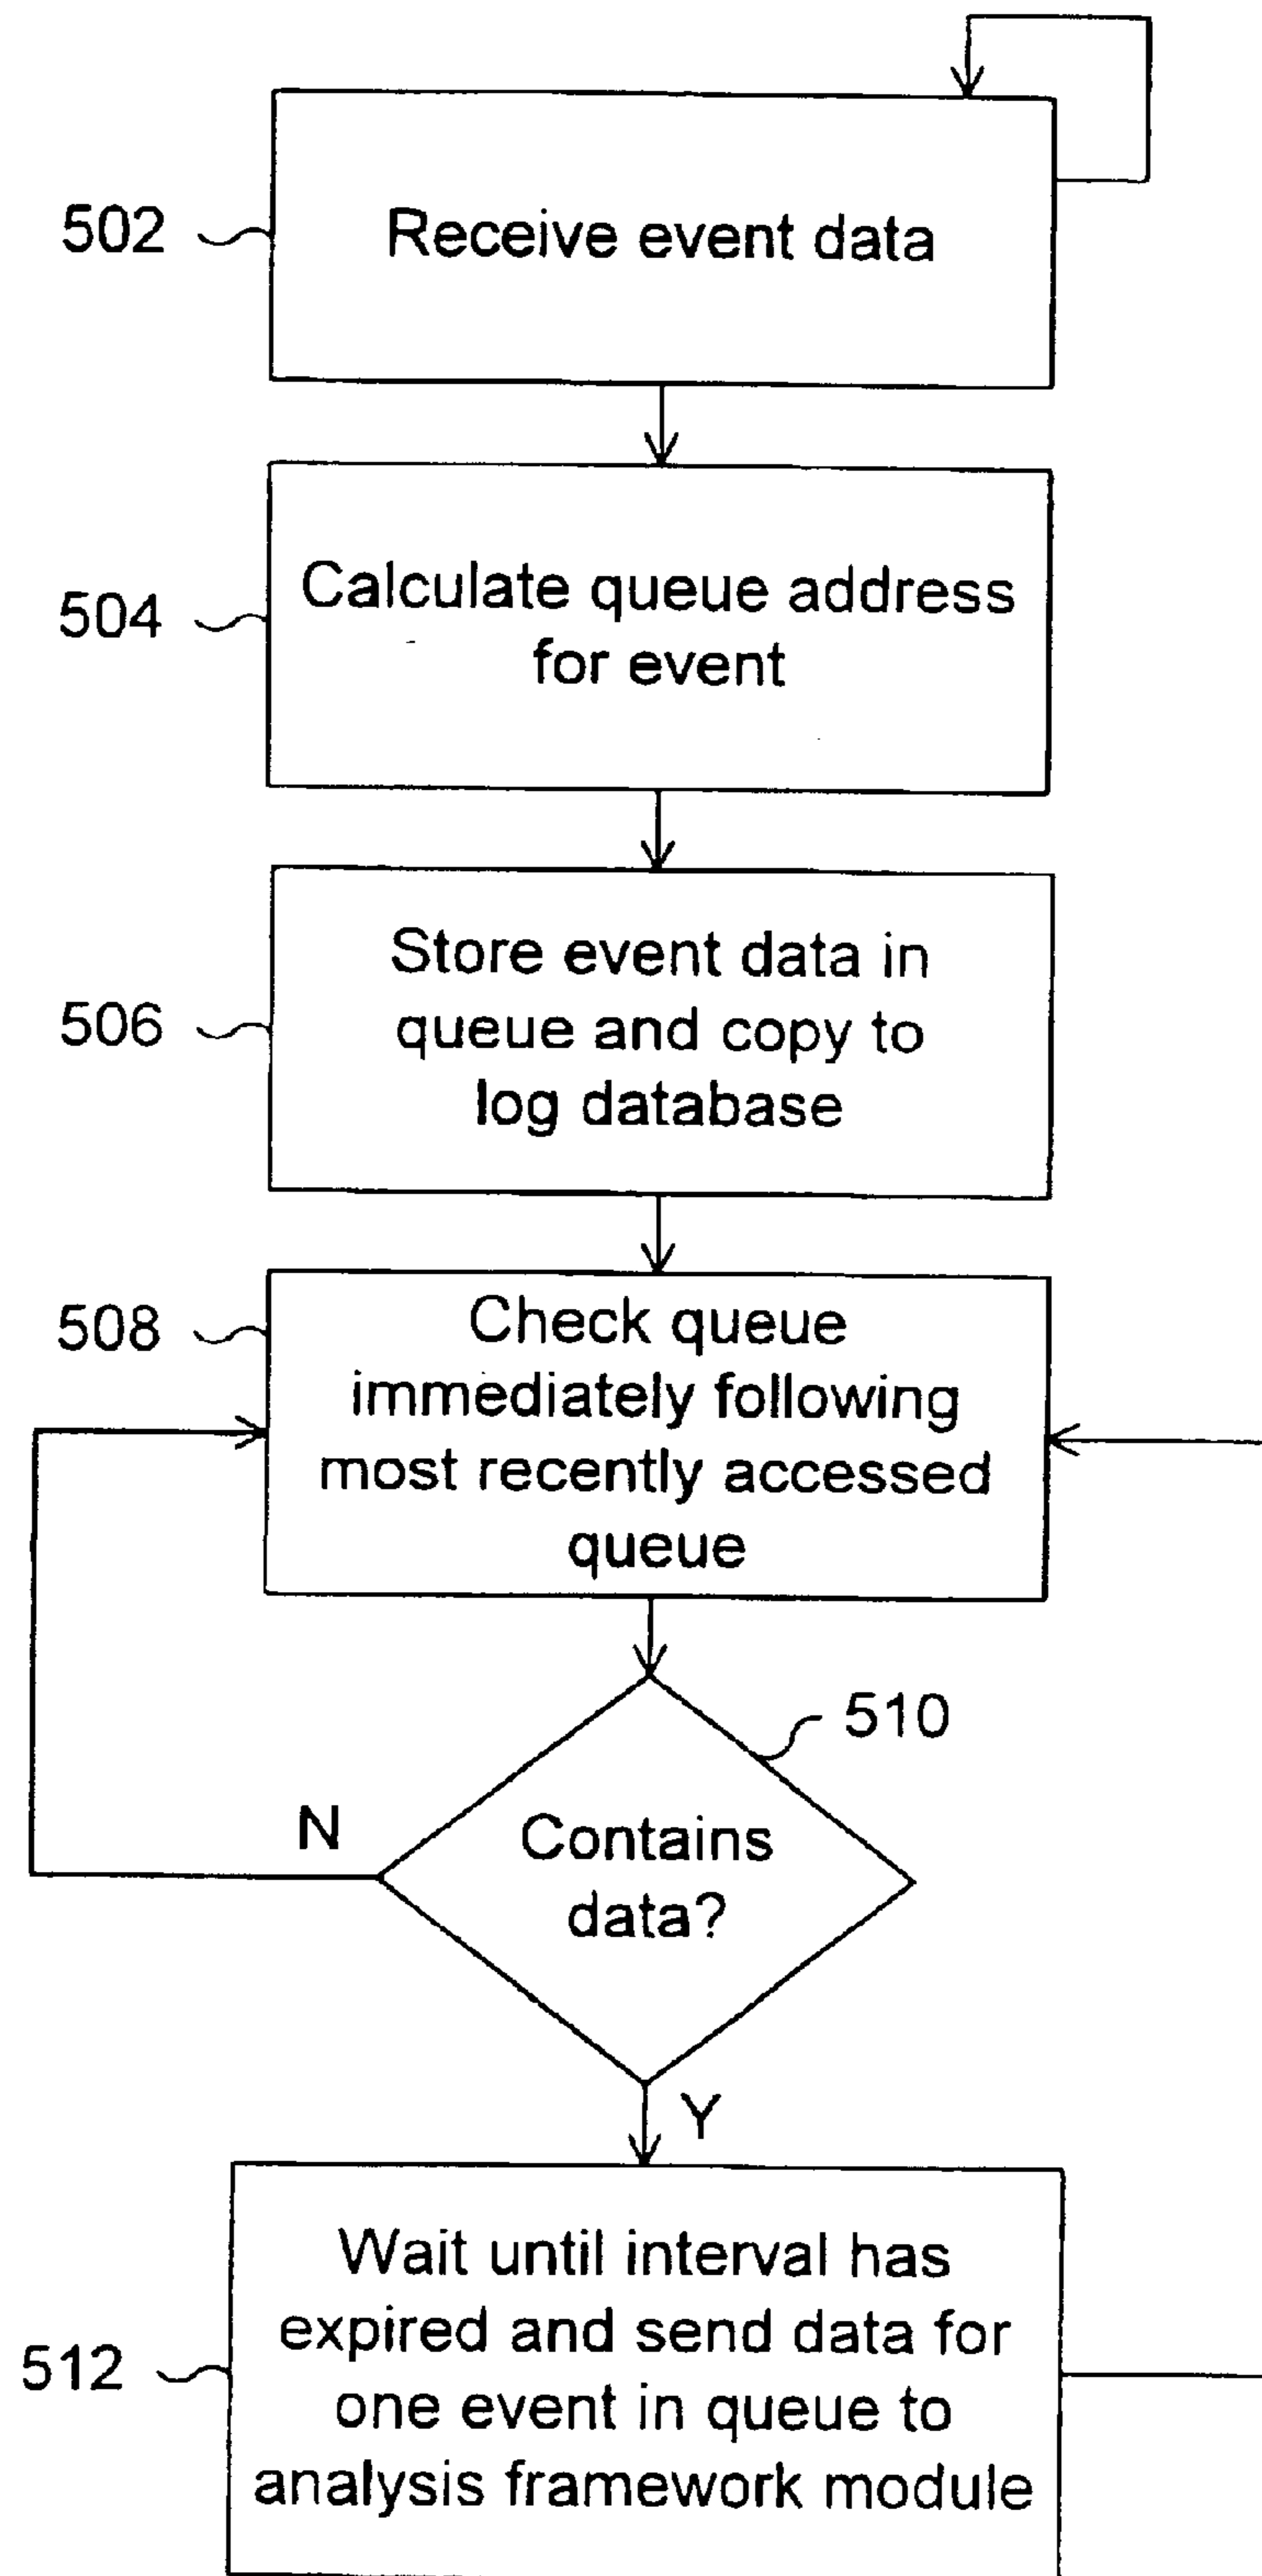 502
Receive event data
504
Calculate queue address
for event
506
Store event data in
queue and copy to
log database
508
Check queue
immediately following
most recently accessed
queue
510
Contains
data?
N
Y
512
Wait until interval has
expired and send data for
one event in queue to
analysis framework module